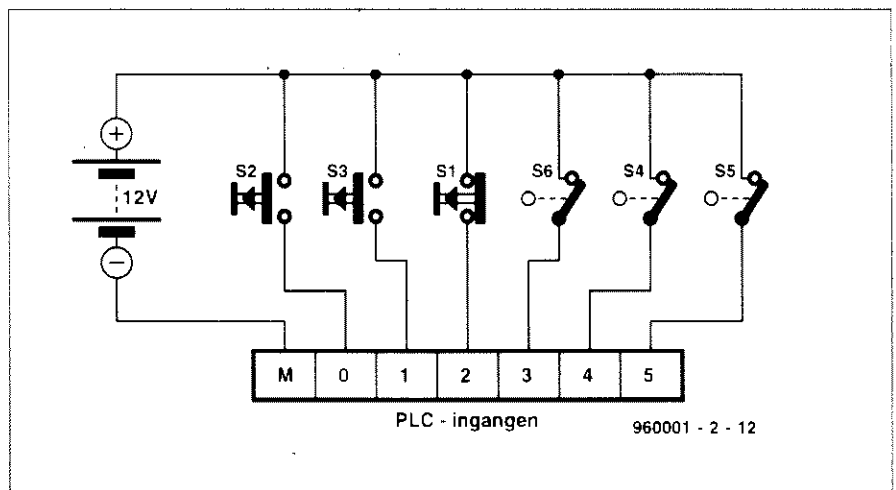 +
S2 S3 S1 S6 S4 S5
12V
−
M 0 1 2 3 4 5
PLC - ingangen
960001 - 2 - 12